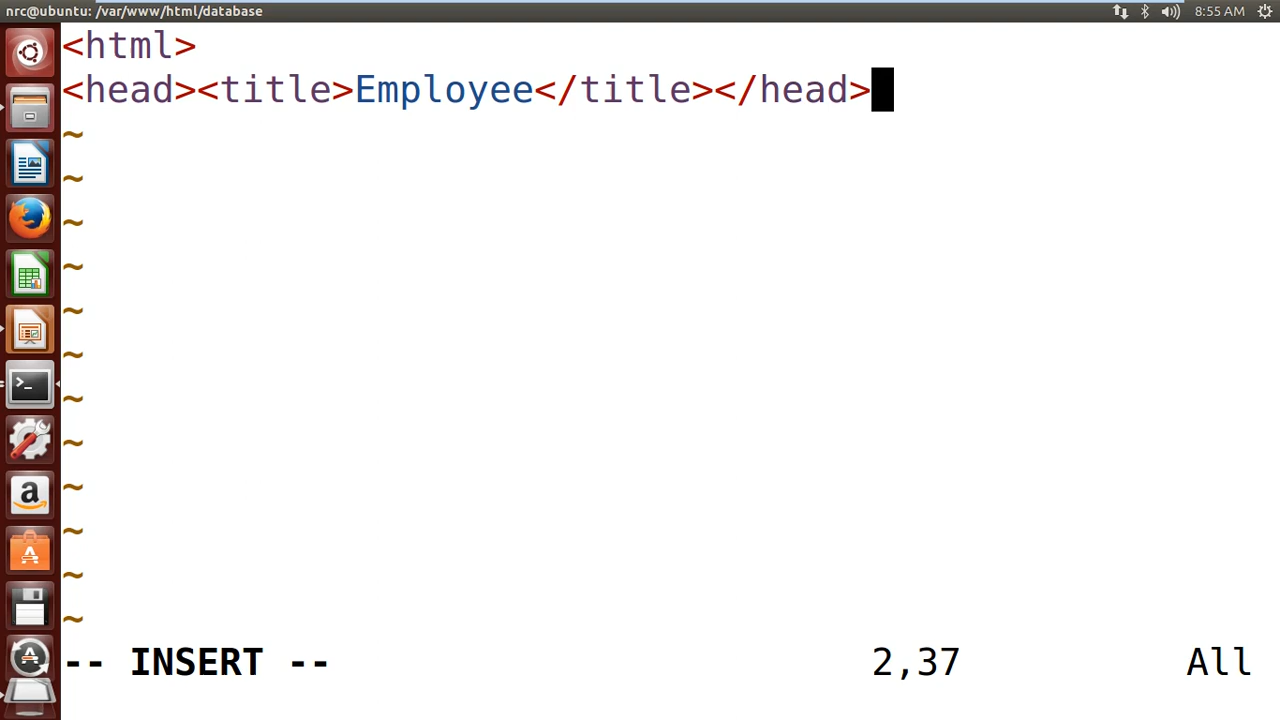 nrc@ubuntu: /var/www/html/database
8:55 AM
<html>
<head><title>Employee</title></head>
~
~
~
~
~
~
~
~
~
~
~
~
-- INSERT --
2,37
All